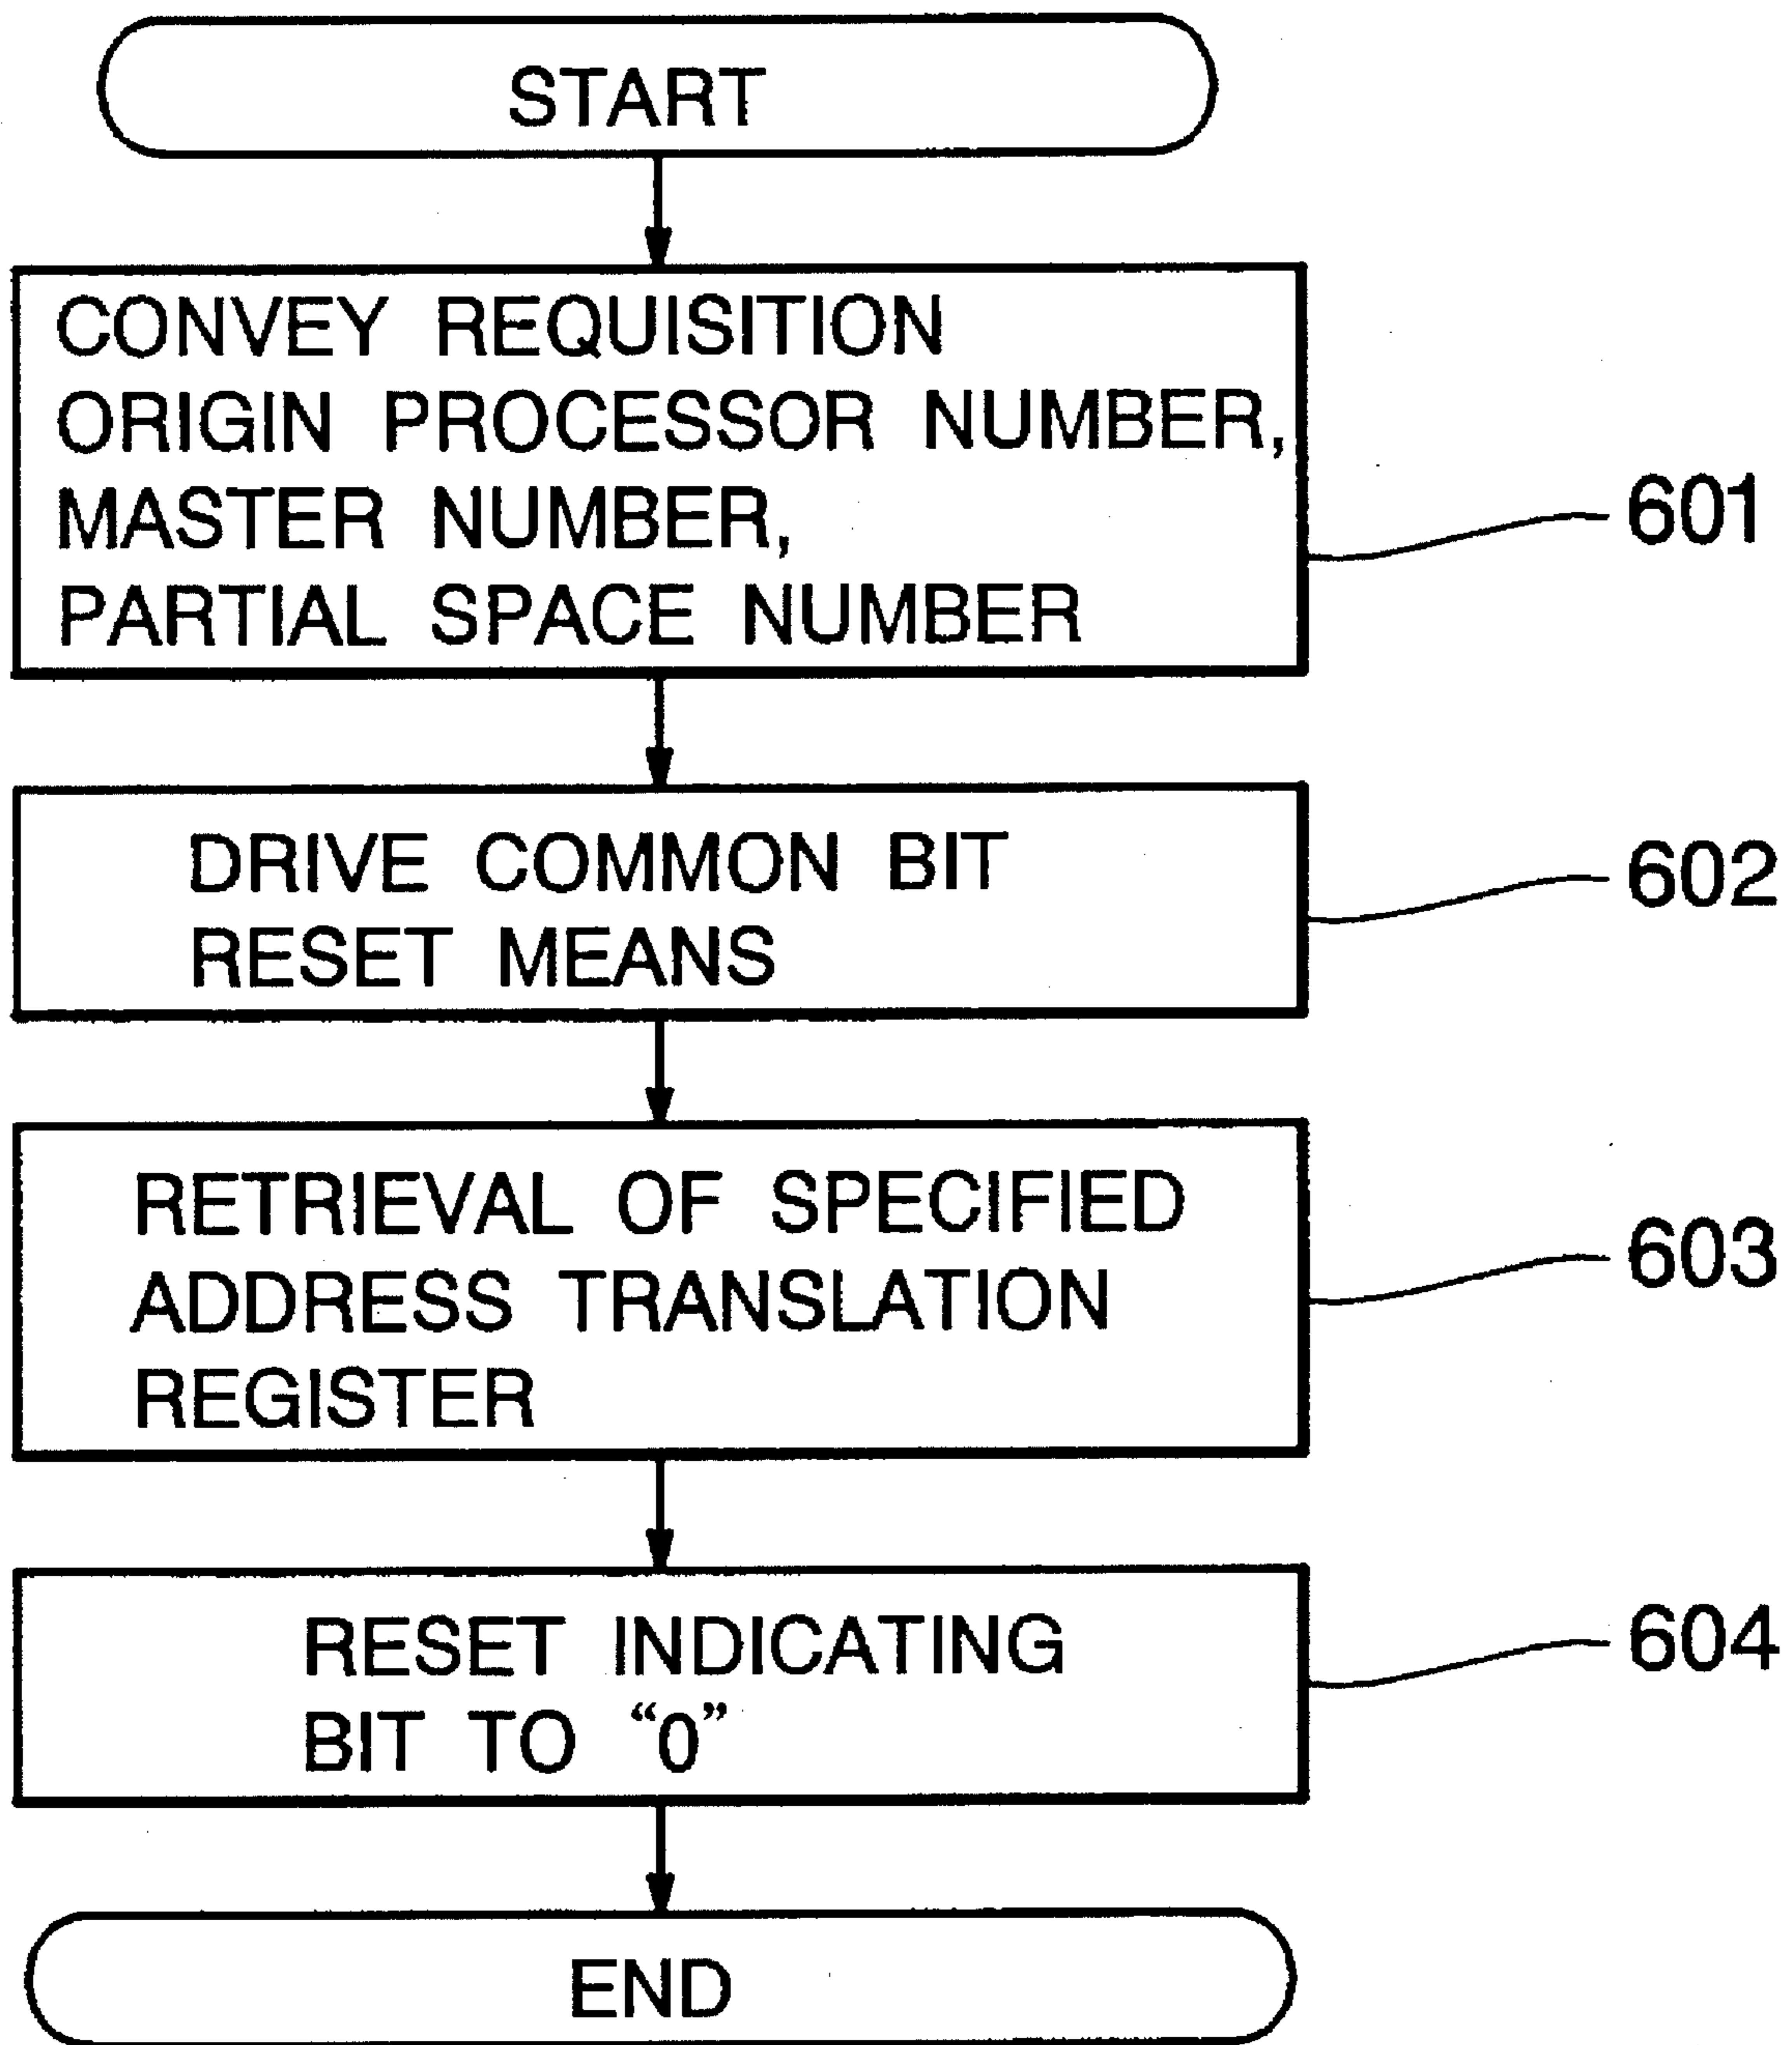 START
CONVEY REQUISITION
ORIGIN PROCESSOR NUMBER,
MASTER NUMBER,
PARTIAL SPACE NUMBER
601
DRIVE COMMON BIT
RESET MEANS
602
RETRIEVAL OF SPECIFIED
ADDRESS TRANSLATION
REGISTER
603
RESET INDICATING
BIT TO “0”
604
END